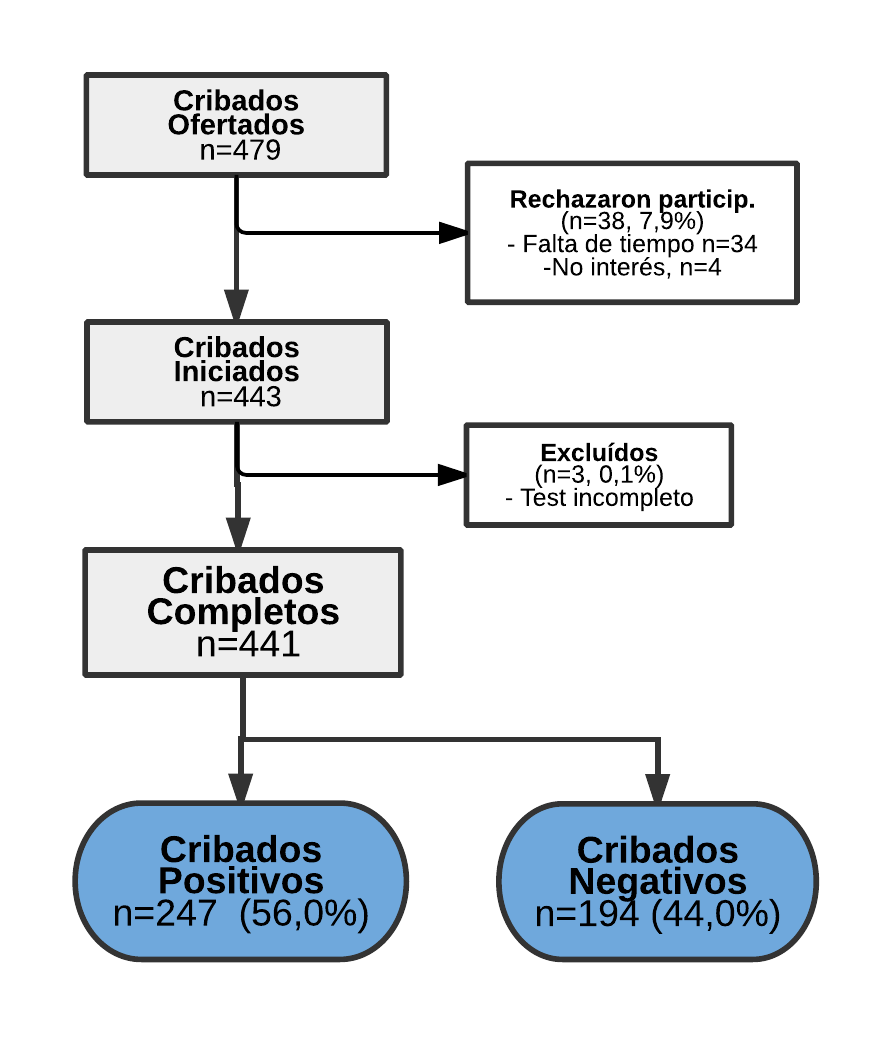 Cribados
Ofertados
n=479
Rechazaron particip.
(n=38, 7,9%)
- Falta de tiempo n=34
-No interés, n=4
Cribados
Iniciados
n=443
Excluídos
(n=3, 0,1%)
- Test incompleto
Cribados
Completos
n=441
Cribados
Positivos
n=247 (56,0%)
Cribados
Negativos
n=194 (44,0%)